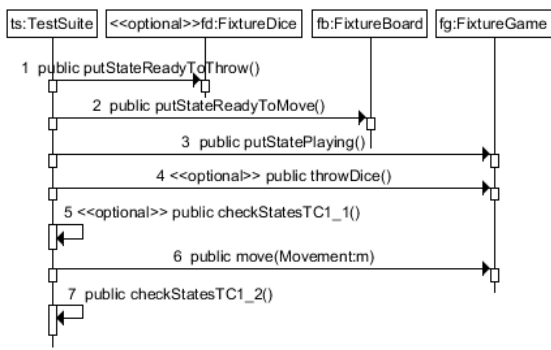 ts:TestSuite
<<optional>>fd:FixtureDice
fb:FixtureBoard
fg:FixtureGame
1 public putStateReadyToThrow()
2 public putStateReadyToMove()
3 public putStatePlaying()
4 <<optional>> public throwDice()
5 <<optional>> public checkStatesTC1_1()
6 public move(Movement:m)
7 public checkStatesTC1_2()